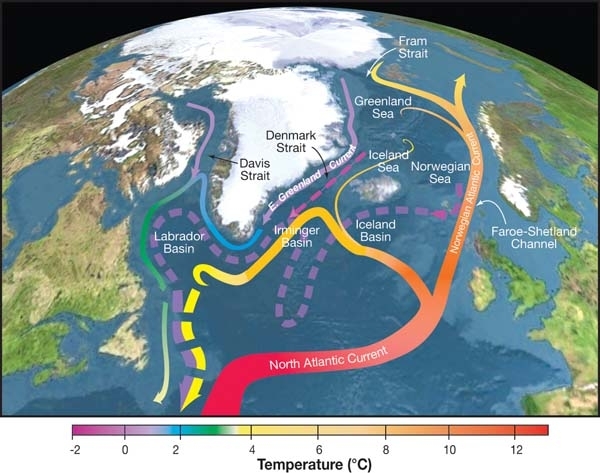 Fram
Strait
Greenland
Sea
Denmark
Strait
Iceland
Sea
Norwegian
Sea
Davis
Strait
E. Greenland Current
Norwegian Atlantic Current
Labrador
Basin
Irminger
Basin
Iceland
Basin
Faroe-Shetland
Channel
North Atlantic Current
-2 0 2 4 6 8 10 12
Temperature (°C)